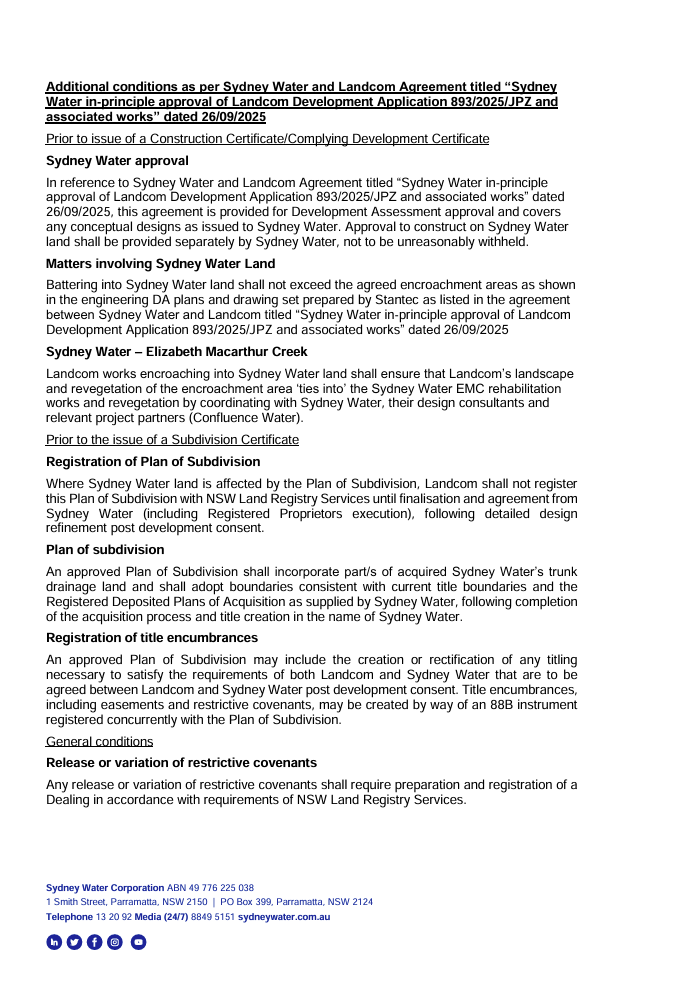 Additional conditions as per Sydney Water and Landcom Agreement titled “Sydney
Water in-principle approval of Landcom Development Application 893/2025/JPZ and
associated works” dated 26/09/2025
Prior to issue of a Construction Certificate/Complying Development Certificate
Sydney Water approval
In reference to Sydney Water and Landcom Agreement titled “Sydney Water in-principle
approval of Landcom Development Application 893/2025/JPZ and associated works” dated
26/09/2025, this agreement is provided for Development Assessment approval and covers
any conceptual designs as issued to Sydney Water. Approval to construct on Sydney Water
land shall be provided separately by Sydney Water, not to be unreasonably withheld.
Matters involving Sydney Water Land
Battering into Sydney Water land shall not exceed the agreed encroachment areas as shown
in the engineering DA plans and drawing set prepared by Stantec as listed in the agreement
between Sydney Water and Landcom titled “Sydney Water in-principle approval of Landcom
Development Application 893/2025/JPZ and associated works” dated 26/09/2025
Sydney Water – Elizabeth Macarthur Creek
Landcom works encroaching into Sydney Water land shall ensure that Landcom’s landscape
and revegetation of the encroachment area ‘ties into’ the Sydney Water EMC rehabilitation
works and revegetation by coordinating with Sydney Water, their design consultants and
relevant project partners (Confluence Water).
Prior to the issue of a Subdivision Certificate
Registration of Plan of Subdivision
Where Sydney Water land is affected by the Plan of Subdivision, Landcom shall not register
this Plan of Subdivision with NSW Land Registry Services until finalisation and agreement from
Sydney Water (including Registered Proprietors execution), following detailed design
refinement post development consent.
Plan of subdivision
An approved Plan of Subdivision shall incorporate part/s of acquired Sydney Water’s trunk
drainage land and shall adopt boundaries consistent with current title boundaries and the
Registered Deposited Plans of Acquisition as supplied by Sydney Water, following completion
of the acquisition process and title creation in the name of Sydney Water.
Registration of title encumbrances
An approved Plan of Subdivision may include the creation or rectification of any titling
necessary to satisfy the requirements of both Landcom and Sydney Water that are to be
agreed between Landcom and Sydney Water post development consent. Title encumbrances,
including easements and restrictive covenants, may be created by way of an 88B instrument
registered concurrently with the Plan of Subdivision.
General conditions
Release or variation of restrictive covenants
Any release or variation of restrictive covenants shall require preparation and registration of a
Dealing in accordance with requirements of NSW Land Registry Services.
Sydney Water Corporation ABN 49 776 225 038
1 Smith Street, Parramatta, NSW 2150 | PO Box 399, Parramatta, NSW 2124
Telephone 13 20 92 Media (24/7) 8849 5151 sydneywater.com.au